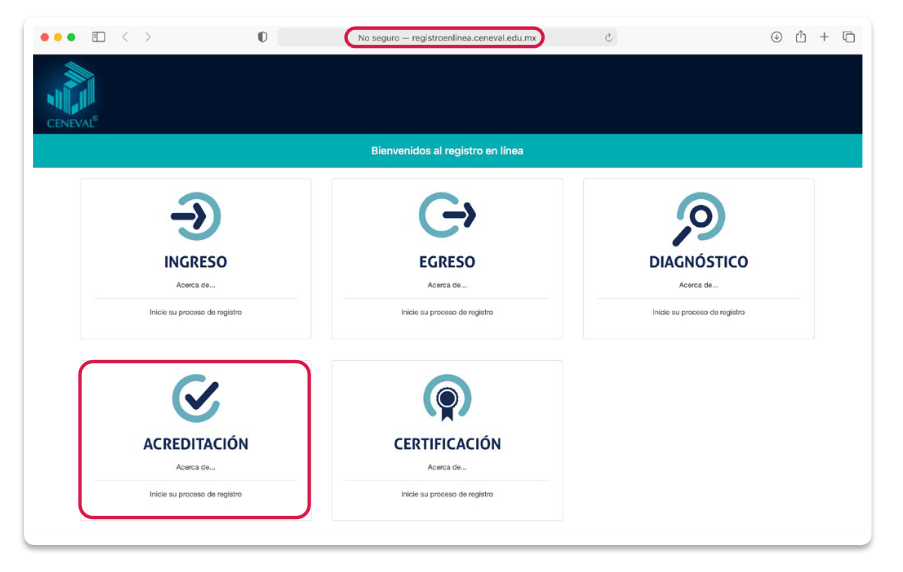 No seguro — registroenlinea.ceneval.edu.mx
CENEVAL®
Bienvenidos al registro en línea
INGRESO
Acerca de...
Inicie su proceso de registro
EGRESO
Acerca de...
Inicie su proceso de registro
DIAGNÓSTICO
Acerca de...
Inicie su proceso de registro
ACREDITACIÓN
Acerca de...
Inicie su proceso de registro
CERTIFICACIÓN
Acerca de...
Inicie su proceso de registro